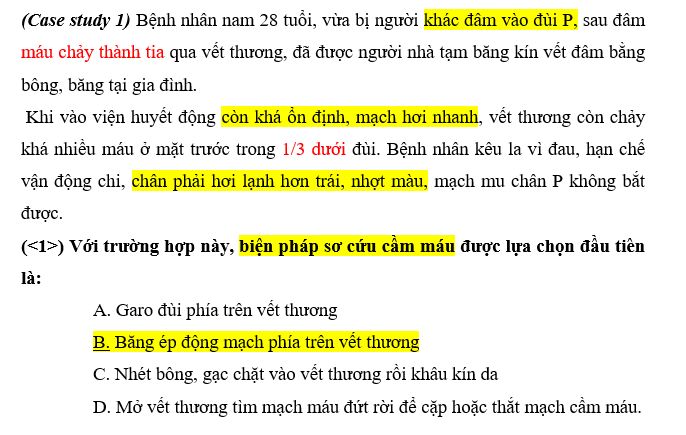 (Case study 1) Bệnh nhân nam 28 tuổi, vừa bị người khác đâm vào đùi P, sau đâm
máu chảy thành tia qua vết thương, đã được người nhà tạm băng kín vết đâm bằng
bông, băng tại gia đình.
Khi vào viện huyết động còn khá ổn định, mạch hơi nhanh, vết thương còn chảy
khá nhiều máu ở mặt trước trong 1/3 dưới đùi. Bệnh nhân kêu la vì đau, hạn chế
vận động chi, chân phải hơi lạnh hơn trái, nhợt màu, mạch mu chân P không bắt
được.
(<1>) Với trường hợp này, biện pháp sơ cứu cầm máu được lựa chọn đầu tiên
là:
A. Garo đùi phía trên vết thương
B. Băng ép động mạch phía trên vết thương
C. Nhét bông, gạc chặt vào vết thương rồi khâu kín da
D. Mở vết thương tìm mạch máu đứt rời để cặp hoặc thắt mạch cầm máu.